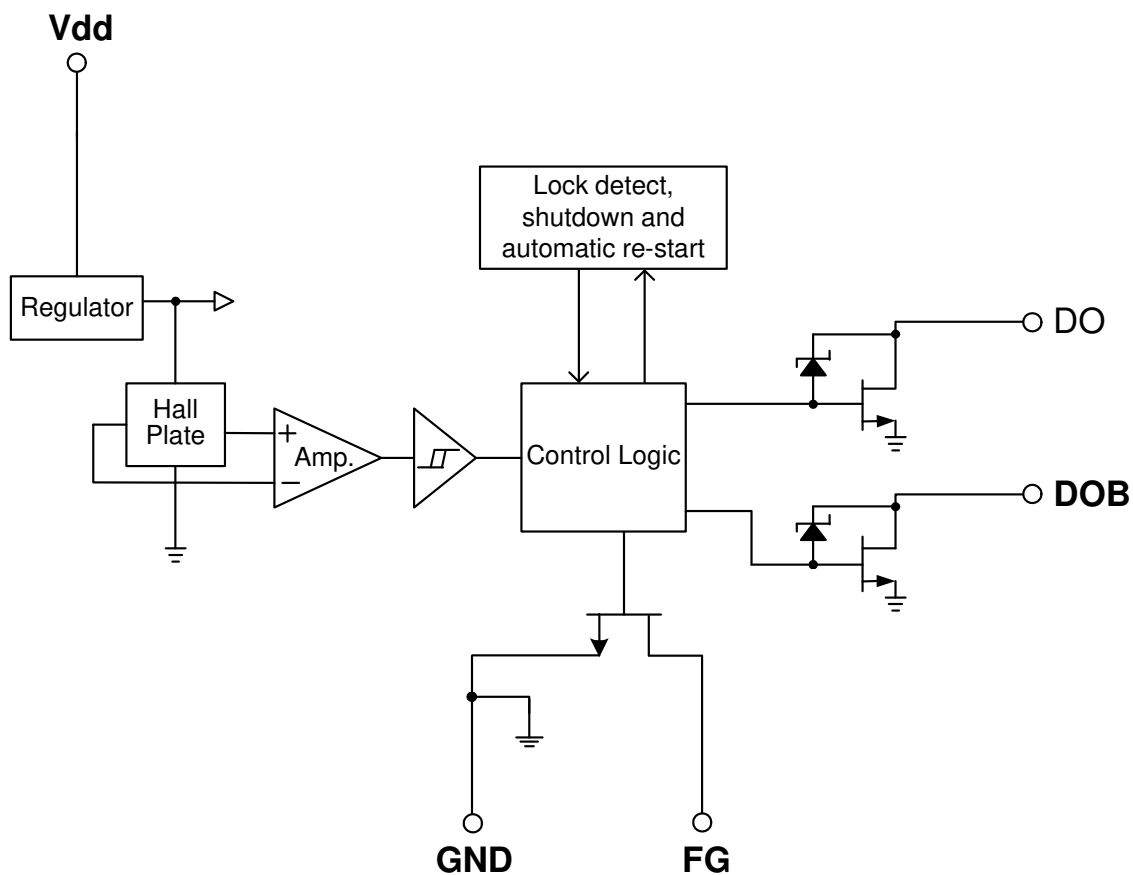 Vdd
Lock detect,
shutdown and
automatic re-start
Regulator
DO
Hall
Plate
+
Amp.
−
Control Logic
DOB
GND
FG